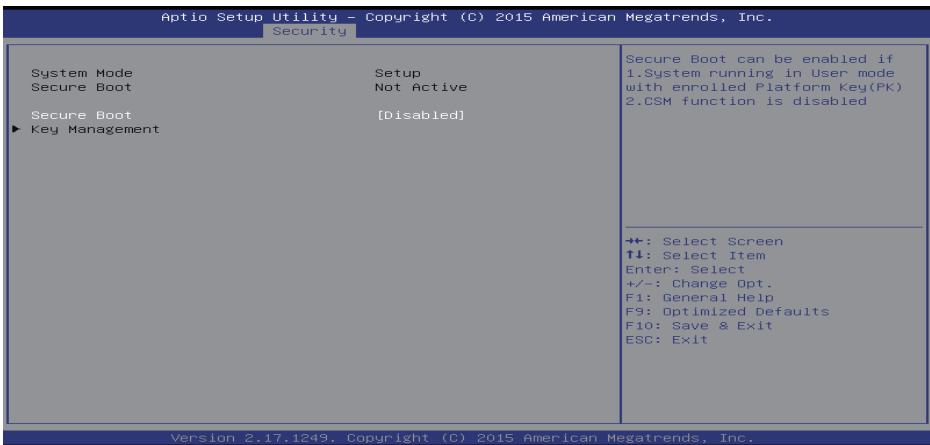 Aptio Setup Utility – Copyright (C) 2015 American Megatrends, Inc.
Security
System Mode Setup
Secure Boot Not Active
Secure Boot [Disabled]
► Key Management
Secure Boot can be enabled if
1.System running in User mode
with enrolled Platform Key(PK)
2.CSM function is disabled
→←: Select Screen
↑↓: Select Item
Enter: Select
+/-: Change Opt.
F1: General Help
F9: Optimized Defaults
F10: Save & Exit
ESC: Exit
Version 2.17.1249. Copyright (C) 2015 American Megatrends, Inc.